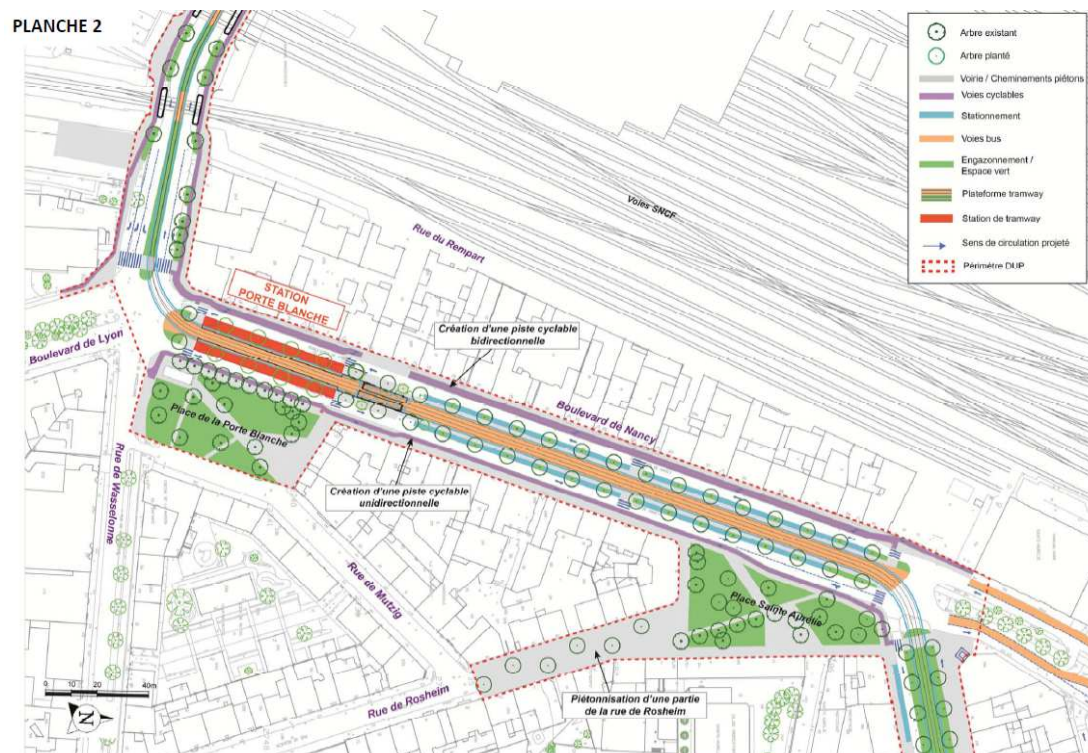 PLANCHE 2
Arbre existant
Arbre planté
Voirie / Cheminements piétons
Voies cyclables
Stationnement
Voies bus
Engazonnement /
Espace vert
Plateforme tramway
Station de tramway
Sens de circulation projeté
Périmètre DUP
Voies SNCF
Rue du Rempart
STATION
PORTE BLANCHE
Création d'une piste cyclable
bidirectionnelle
Boulevard de Lyon
Boulevard de Nancy
Place de la Porte Blanche
Rue de Wasselonne
Création d'une piste cyclable
unidirectionnelle
Rue de Mutzig
Place Sainte Aurélie
Rue de Rosheim
Piétonnisation d'une partie
de la rue de Rosheim
0 10 20 40m
N